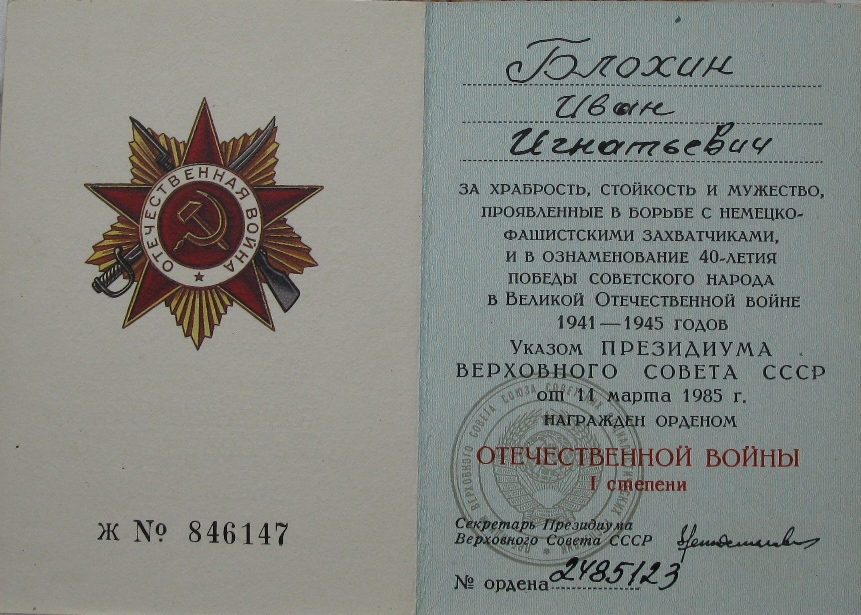 ОТЕЧЕСТВЕННАЯ ВОЙНА
Ж № 846147
Блохин
Иван
Игнатьевич
ЗА ХРАБРОСТЬ, СТОЙКОСТЬ И МУЖЕСТВО,
ПРОЯВЛЕННЫЕ В БОРЬБЕ С НЕМЕЦКО-
ФАШИСТСКИМИ ЗАХВАТЧИКАМИ,
И В ОЗНАМЕНОВАНИЕ 40-ЛЕТИЯ
ПОБЕДЫ СОВЕТСКОГО НАРОДА
В ВЕЛИКОЙ ОТЕЧЕСТВЕННОЙ ВОЙНЕ
1941—1945 ГОДОВ
УКАЗОМ ПРЕЗИДИУМА
ВЕРХОВНОГО СОВЕТА СССР
от 11 марта 1985 г.
НАГРАЖДЕН ОРДЕНОМ
ОТЕЧЕСТВЕННОЙ ВОЙНЫ
I степени
Секретарь Президиума
Верховного Совета СССР
№ ордена 2485123